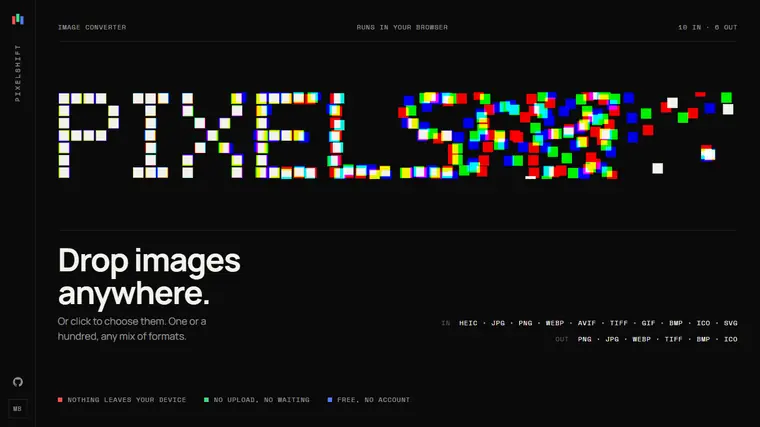 PIXELSHIFT
IMAGE CONVERTER
RUNS IN YOUR BROWSER
10 IN · 6 OUT
PIXELS
Drop images
anywhere.
Or click to choose them. One or a
hundred, any mix of formats.
IN HEIC · JPG · PNG · WEBP · AVIF · TIFF · GIF · BMP · ICO · SVG
OUT PNG · JPG · WEBP · TIFF · BMP · ICO
MB
NOTHING LEAVES YOUR DEVICE
NO UPLOAD, NO WAITING
FREE, NO ACCOUNT